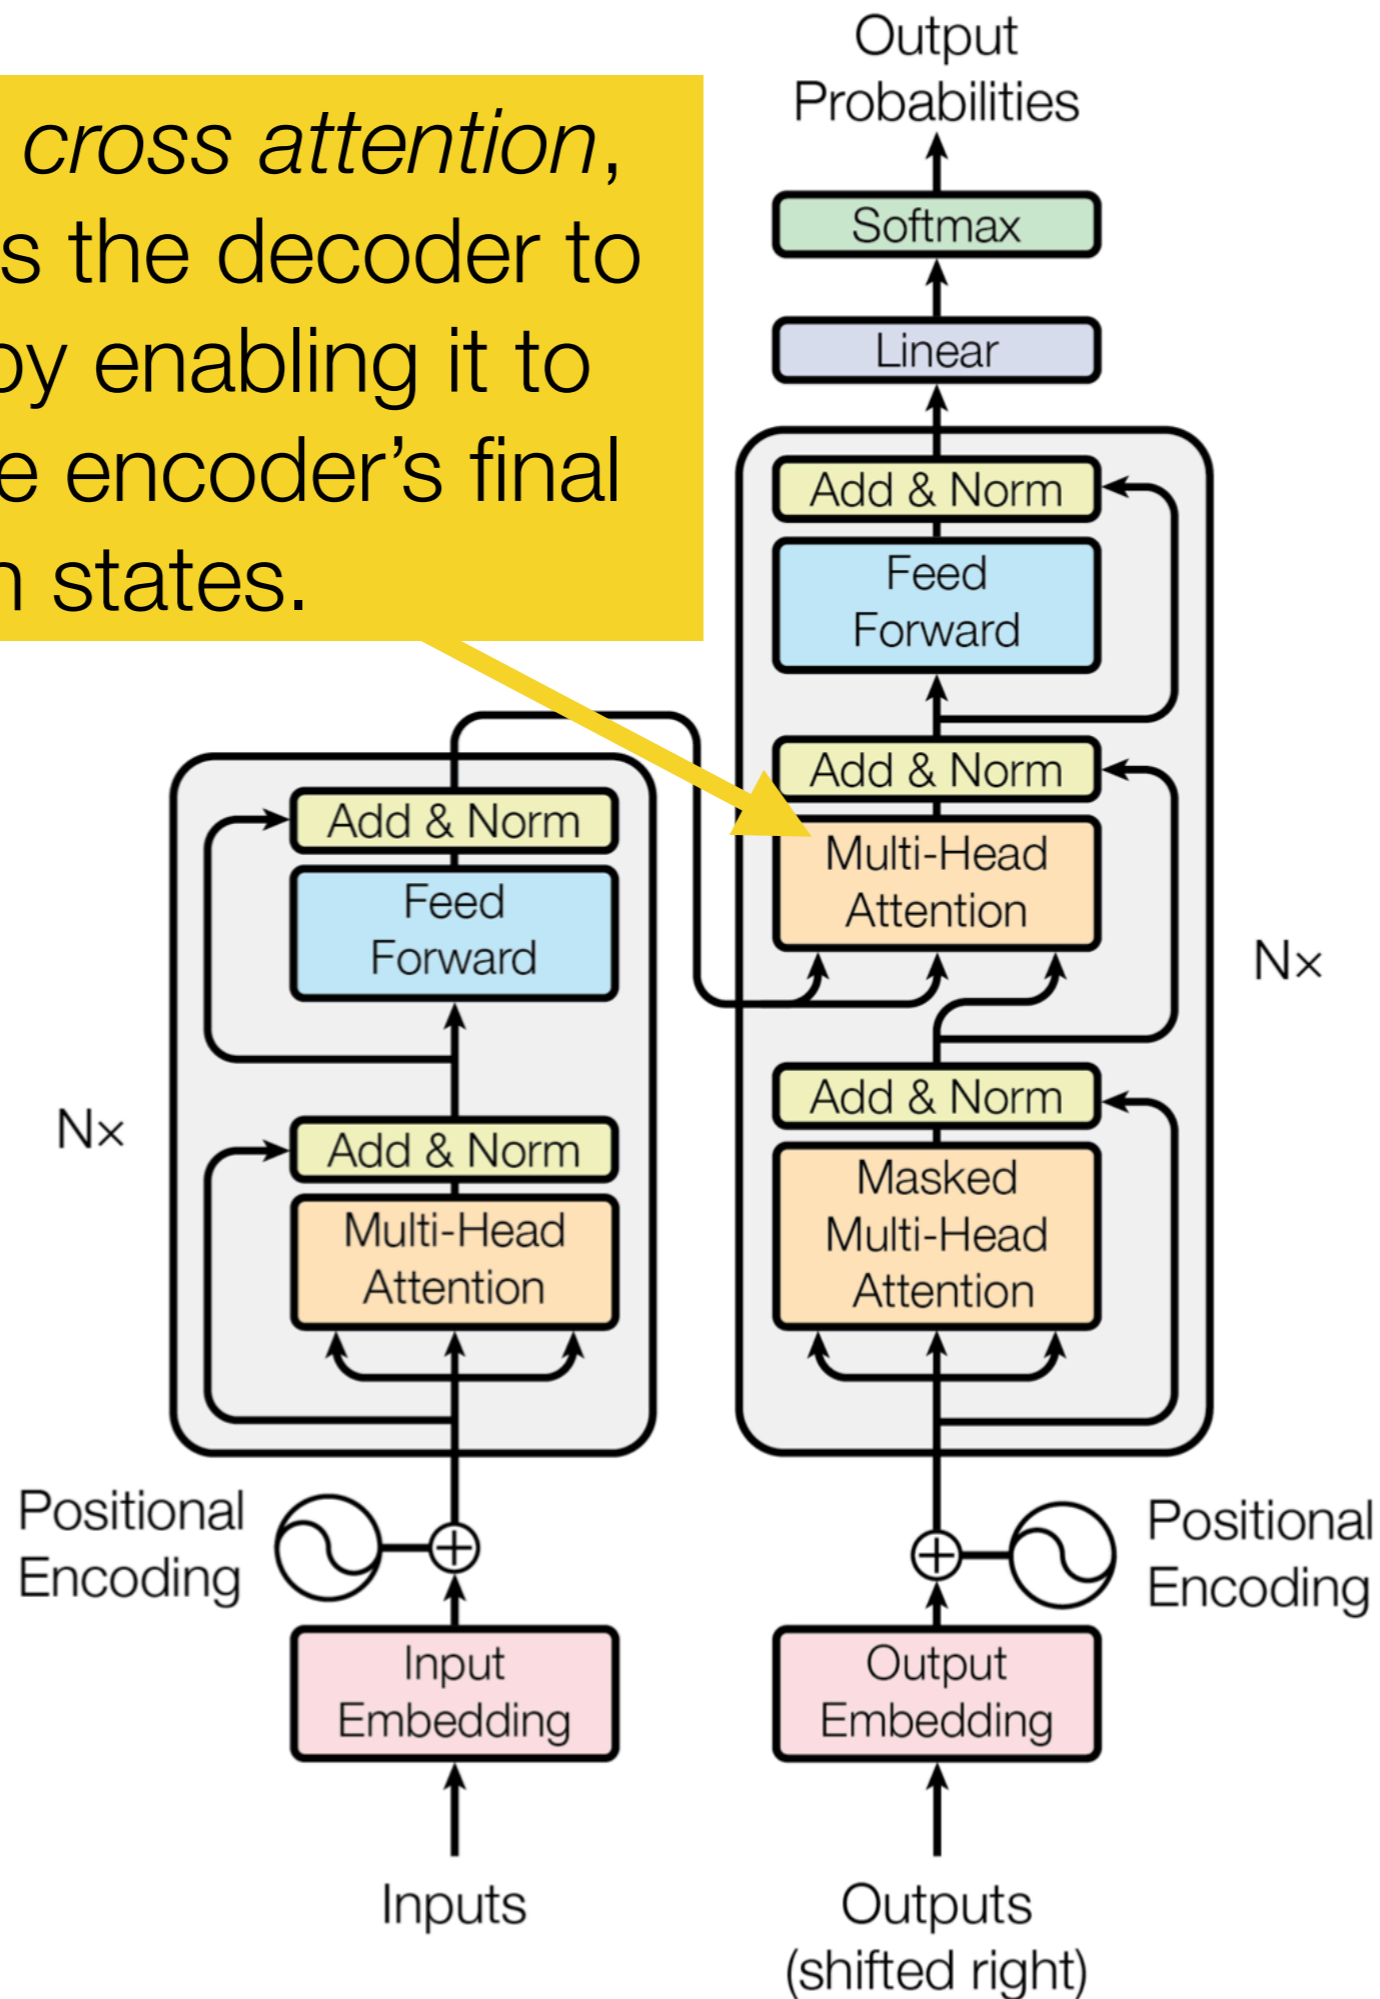 cross attention,
s the decoder to
by enabling it to
e encoder’s final
states.
Output
Probabilities
Softmax
Linear
Add & Norm
Feed
Forward
Add & Norm
Multi-Head
Attention
N×
Add & Norm
Masked
Multi-Head
Attention
Add & Norm
Feed
Forward
N×
Add & Norm
Multi-Head
Attention
Positional
Encoding
Positional
Encoding
Input
Embedding
Output
Embedding
Inputs
Outputs
(shifted right)